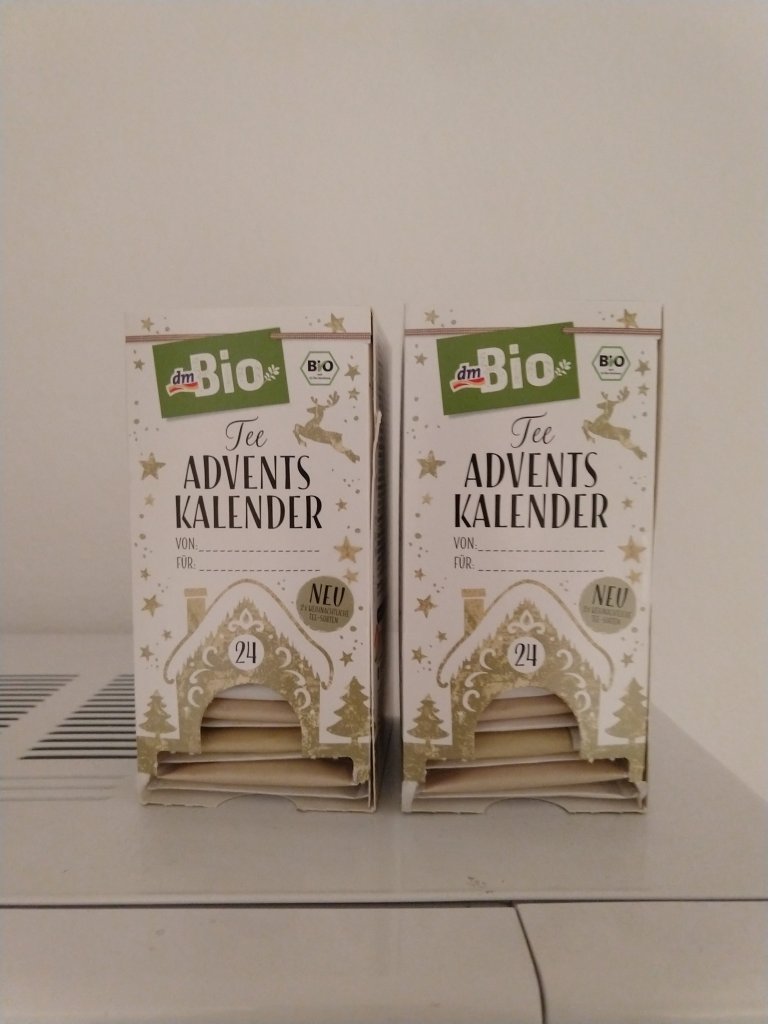 dm Bio
BIO
Tee
ADVENTS
KALENDER
VON:
FÜR:
NEU
24
dm Bio
BIO
Tee
ADVENTS
KALENDER
VON:
FÜR:
NEU
24